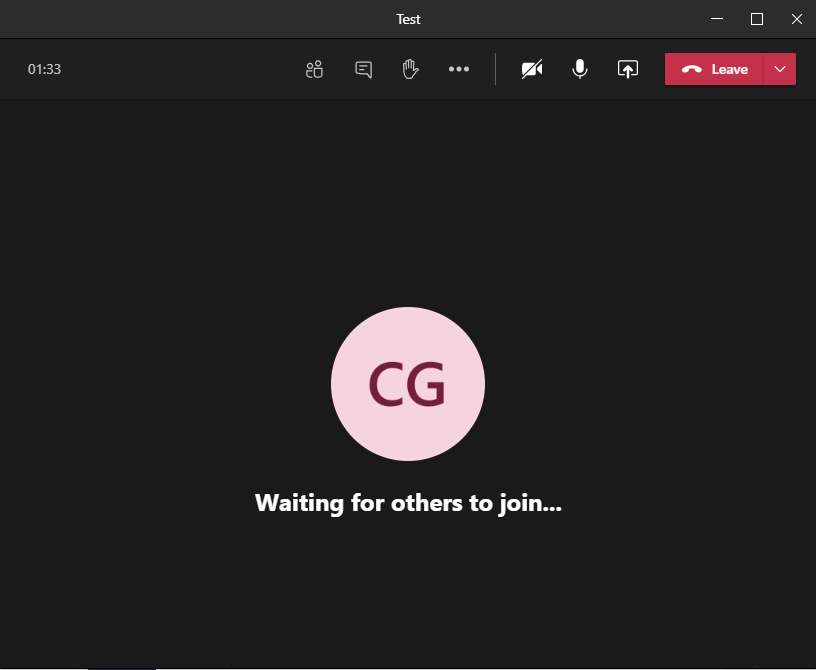 Test
01:33
Leave
CG
Waiting for others to join...